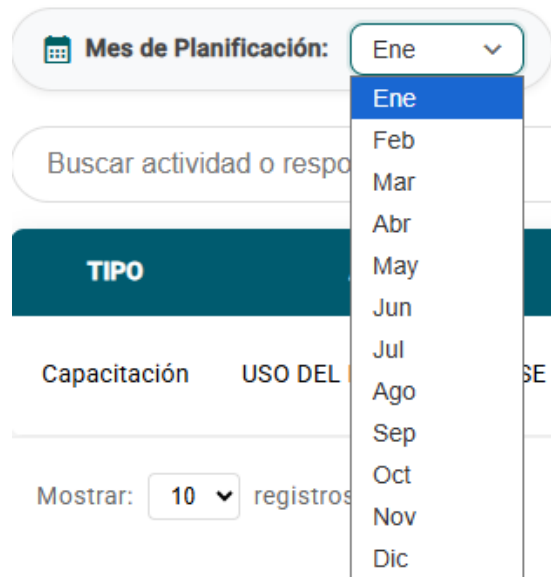 Mes de Planificación: Ene
Ene
Feb
Buscar actividad o respo
Mar
Abr
TIPO
May
Jun
Jul
Capacitación USO DEL SE
Ago
Sep
Oct
Mostrar: 10 registros
Nov
Dic